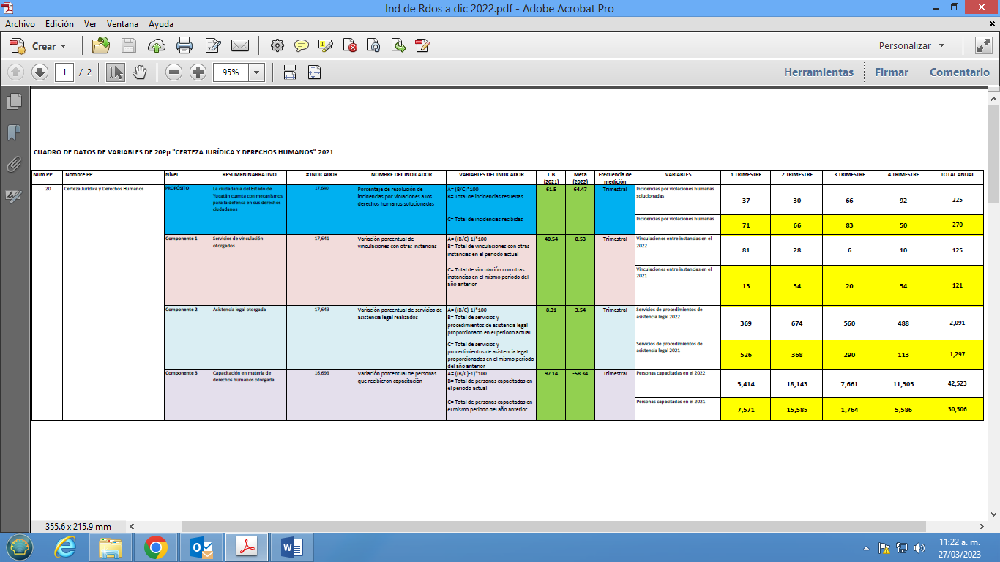 Ind de Rdos a dic 2022.pdf - Adobe Acrobat Pro
Archivo Edición Ver Ventana Ayuda
Crear
Personalizar
1 / 2
95%
Herramientas Firmar Comentario
CUADRO DE DATOS DE VARIABLES DE 20Pp "CERTEZA JURÍDICA Y DERECHOS HUMANOS" 2021
Num PP Nombre PP Nivel RESUMEN NARRATIVO # INDICADOR NOMBRE DEL INDICADOR VARIABLES DEL INDICADOR L.B (2021) Meta (2022) Frecuencia de medición VARIABLES 1 TRIMESTRE 2 TRIMESTRE 3 TRIMESTRE 4 TRIMESTRE TOTAL ANUAL
20 Certeza Jurídica y Derechos Humanos
PROPÓSITO
La ciudadanía del Estado de
Yucatán cuenta con mecanismos
para la defensa en sus derechos
ciudadanos
17,640
Porcentaje de resolución de
incidencias por violaciones a los
derechos humanos solucionadas
A= (B/C)*100
B= Total de incidencias resueltas
C= Total de incidencias recibidas
61.5 64.47 Trimestral
Incidencias por violaciones humanas
solucionadas
37 30 66 92 225
Incidencias por violaciones humanas
71 66 83 50 270
Componente 1
Servicios de vinculación
otorgados
17,641
Variación porcentual de
vinculaciones con otras instancias
A= ((B/C)-1)*100
B= Total de vinculaciones con otras
instancias en el período actual
C= Total de vinculación con otras
instancias en el mismo periodo del
año anterior
40.54 8.53 Trimestral
Vinculaciones entre instancias en el
2022
81 28 6 10 125
Vinculaciones entre instancias en el
2021
13 34 20 54 121
Componente 2
Asistencia legal otorgada
17,643
Variación porcentual de servicios de
asistencia legal realizados
A= ((B/C)-1)*100
B= Total de servicios y
procedimientos de asistencia legal
proporcionado en el periodo actual
C= Total de servicios y
procedimientos de asistencia legal
proporcionados en el mismo periodo
del año anterior
8.31 3.54 Trimestral
Servicios de procedimientos de
asistencia legal 2022
369 674 560 488 2,091
Servicios de procedimientos de
asistencia legal 2021
526 368 290 113 1,297
Componente 3
Capacitación en materia de
derechos humanos otorgada
16,699
Variación porcentual de personas
que recibieron capacitación
A= ((B/C)-1)*100
B= Total de personas capacitadas en
el periodo actual
C= Total de personas capacitadas en
el mismo periodo del año anterior
97.14 -58.34 Trimestral
Personas capacitadas en el 2022
5,414 18,143 7,661 11,305 42,523
Personas capacitadas en el 2021
7,571 15,585 1,764 5,586 30,506
355.6 x 215.9 mm
11:22 a. m.
27/03/2023